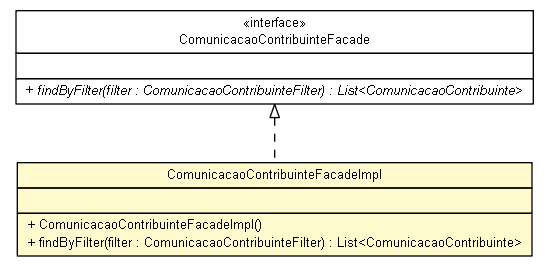 «interface»
ComunicacaoContribuinteFacade
+ findByFilter(filter : ComunicacaoContribuinteFilter) : List<ComunicacaoContribuinte>
ComunicacaoContribuinteFacadeImpl
+ ComunicacaoContribuinteFacadeImpl()
+ findByFilter(filter : ComunicacaoContribuinteFilter) : List<ComunicacaoContribuinte>